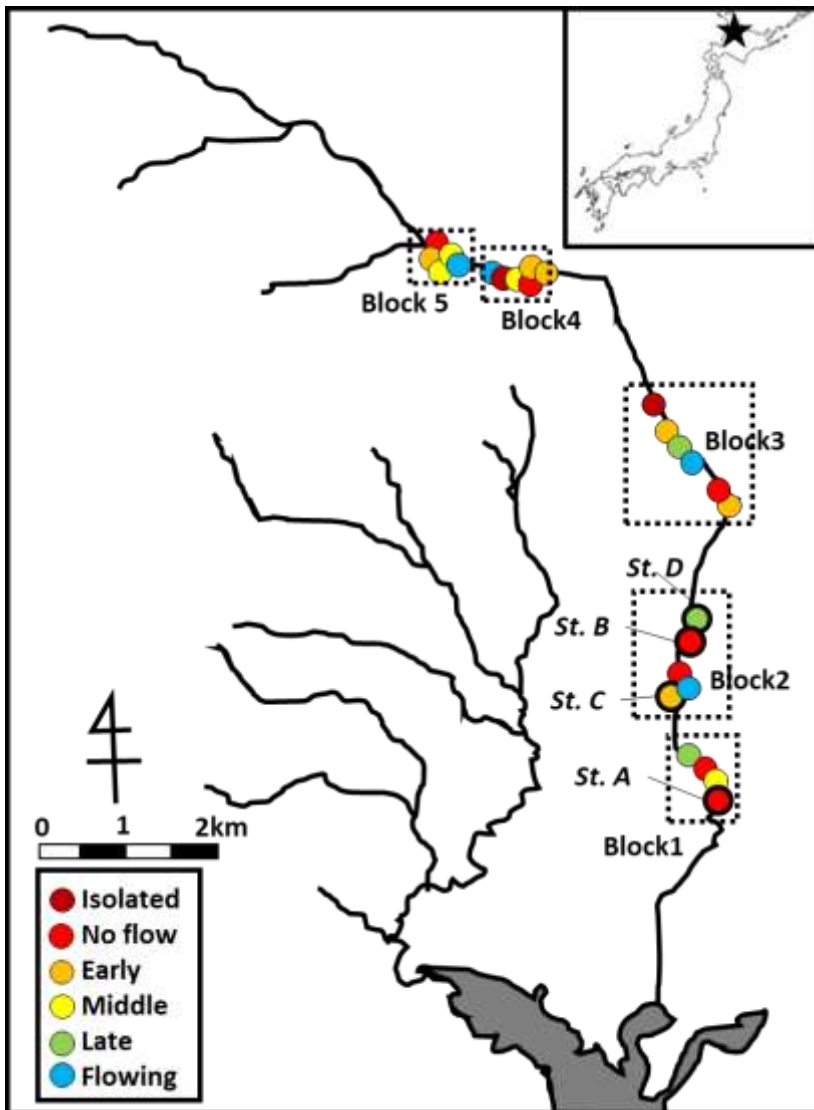 Block 5
Block4
Block3
St. D
St. B
Block2
St. C
St. A
Block1
0 1 2km
Isolated
No flow
Early
Middle
Late
Flowing